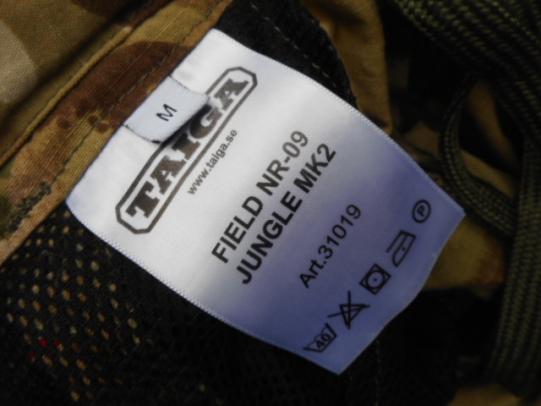 M
TAIGA
www.taiga.se
FIELD NR-09
JUNGLE MK2
Art.31019
40
P